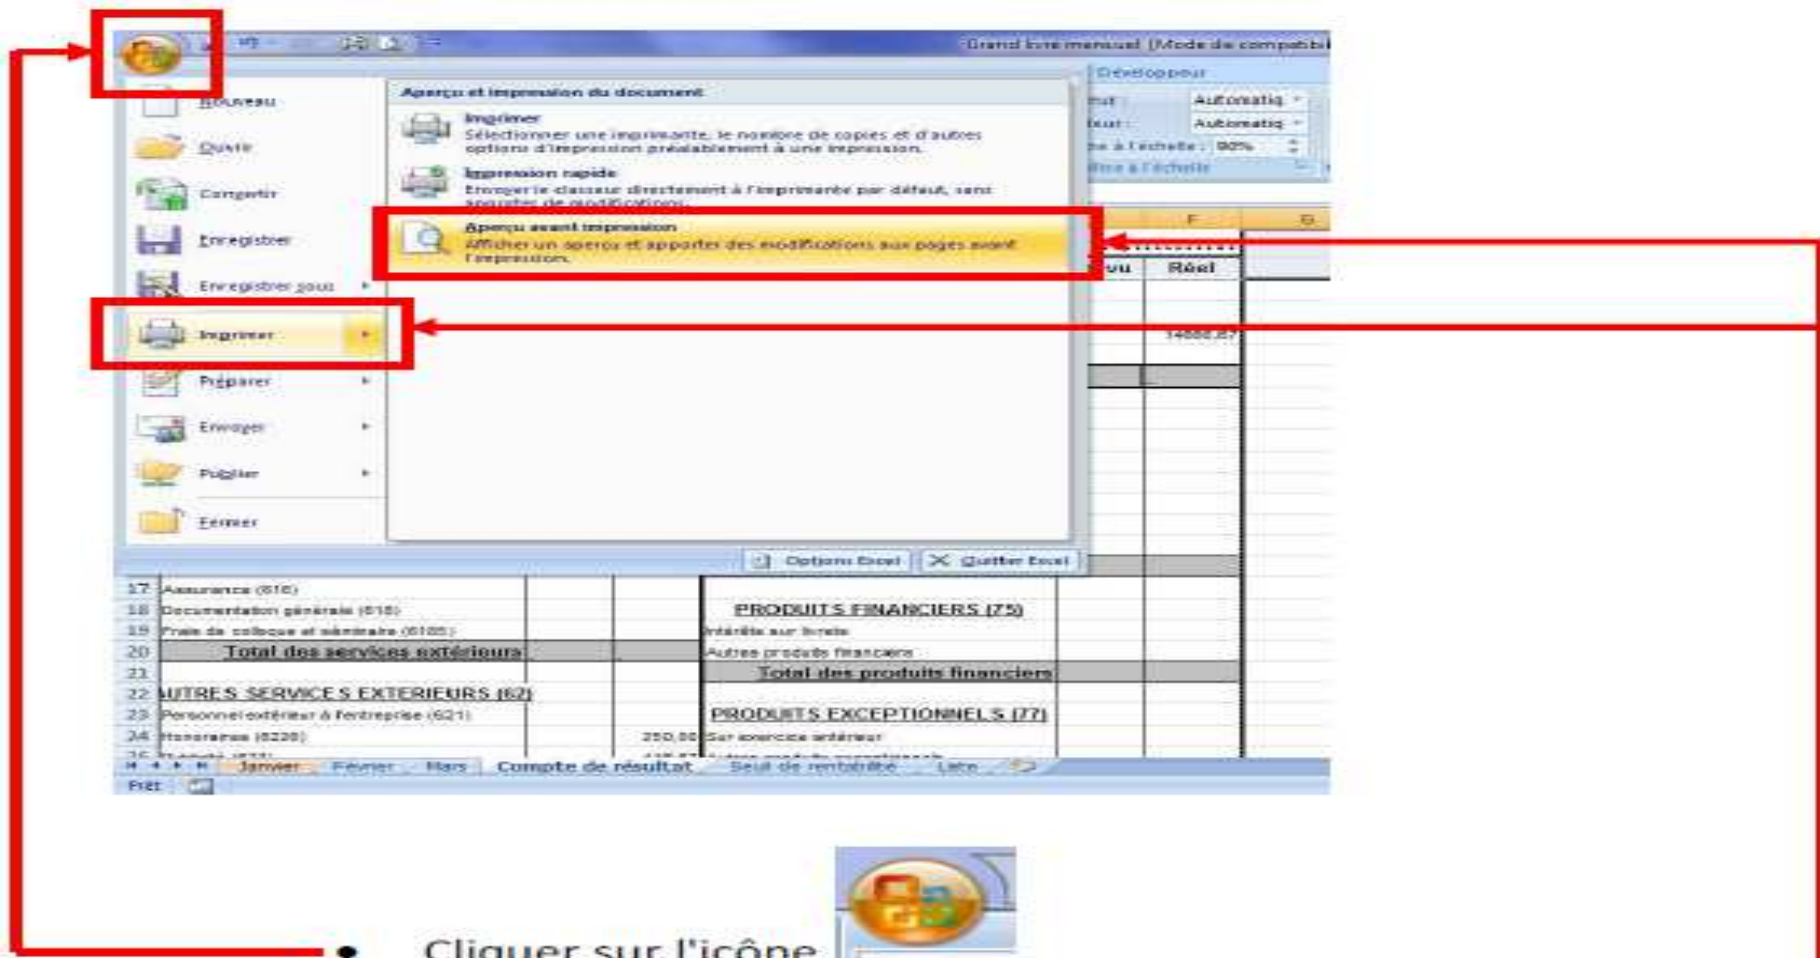 Grand livre mensuel [Mode de compatibi
Développeur
Nouveau
Ouvrir
Convertir
Enregistrer
Enregistrer sous
Imprimer
Préparer
Envoyer
Publier
Fermer
Aperçu et impression du document
Imprimer
Sélectionner une imprimante, le nombre de copies et d'autres
options d'impression préalablement à une impression.
Impression rapide
Envoyer le classeur directement à l'imprimante par défaut, sans
apporter de modifications.
Aperçu avant impression
Afficher un aperçu et apporter des modifications aux pages avant
l'impression.
Automatiq
Automatiq
à l'échelle : 90%
à l'échelle
F G
vu Réel
Options Excel Quitter Excel
17 Assurance (616)
18 Documentation générale (618) PRODUITS FINANCIERS (75)
19 Frais de colloque et séminaire (6185) Intérêts sur livrets
20 Total des services extérieurs Autres produits financiers
21 Total des produits financiers
22 AUTRES SERVICES EXTERIEURS (62)
23 Personnel extérieur à l'entreprise (621) PRODUITS EXCEPTIONNELS (77)
24 Honoraires (6226) 250,00 Sur exercice antérieur
Janvier Février Mars Compte de résultat Seuil de rentabilité Liste
Prêt
• Cliquer sur l'icône